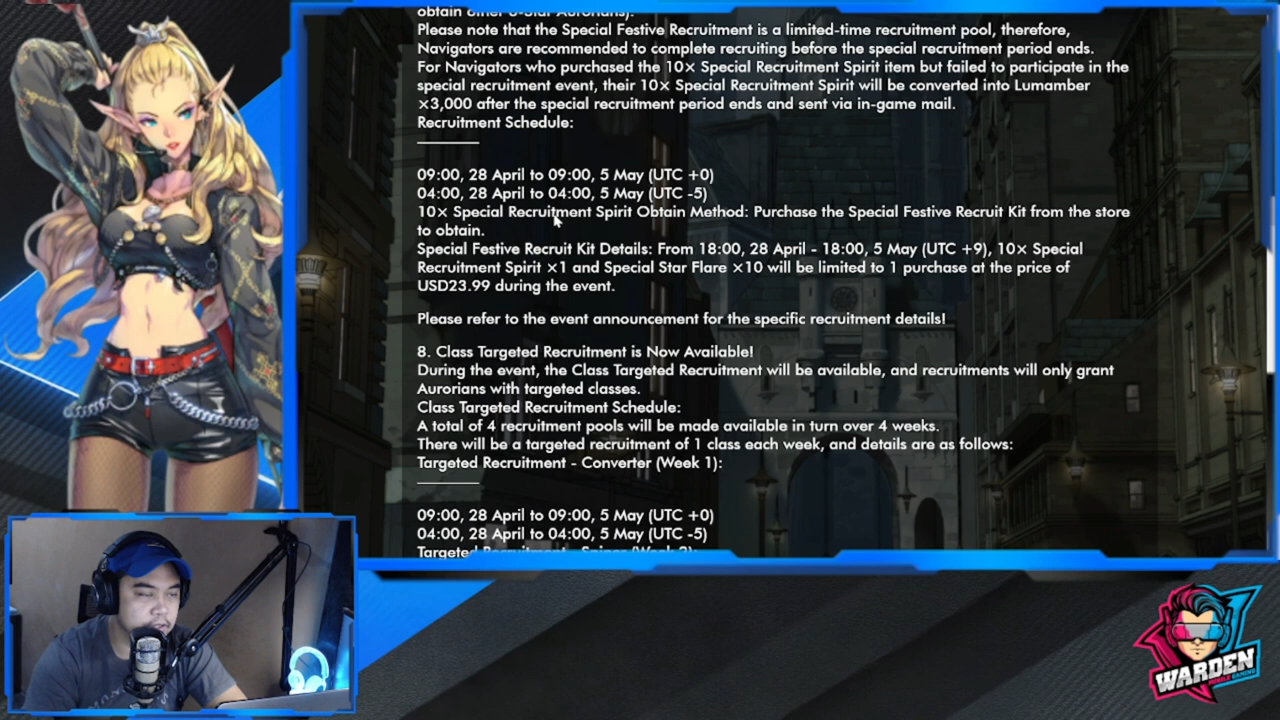 obtain other 6-Star Aurorians).
Please note that the Special Festive Recruitment is a limited-time recruitment pool, therefore,
Navigators are recommended to complete recruiting before the special recruitment period ends.
For Navigators who purchased the 10× Special Recruitment Spirit item but failed to participate in the
special recruitment event, their 10× Special Recruitment Spirit will be converted into Lumamber
×3,000 after the special recruitment period ends and sent via in-game mail.
Recruitment Schedule:
09:00, 28 April to 09:00, 5 May (UTC +0)
04:00, 28 April to 04:00, 5 May (UTC -5)
10× Special Recruitment Spirit Obtain Method: Purchase the Special Festive Recruit Kit from the store
to obtain.
Special Festive Recruit Kit Details: From 18:00, 28 April - 18:00, 5 May (UTC +9), 10× Special
Recruitment Spirit ×1 and Special Star Flare ×10 will be limited to 1 purchase at the price of
USD23.99 during the event.
Please refer to the event announcement for the specific recruitment details!
8. Class Targeted Recruitment is Now Available!
During the event, the Class Targeted Recruitment will be available, and recruitments will only grant
Aurorians with targeted classes.
Class Targeted Recruitment Schedule:
A total of 4 recruitment pools will be made available in turn over 4 weeks.
There will be a targeted recruitment of 1 class each week, and details are as follows:
Targeted Recruitment - Converter (Week 1):
09:00, 28 April to 09:00, 5 May (UTC +0)
04:00, 28 April to 04:00, 5 May (UTC -5)
Targeted Recruitment - Sniper (Week 2):
WARDEN
MOBILE GAMING